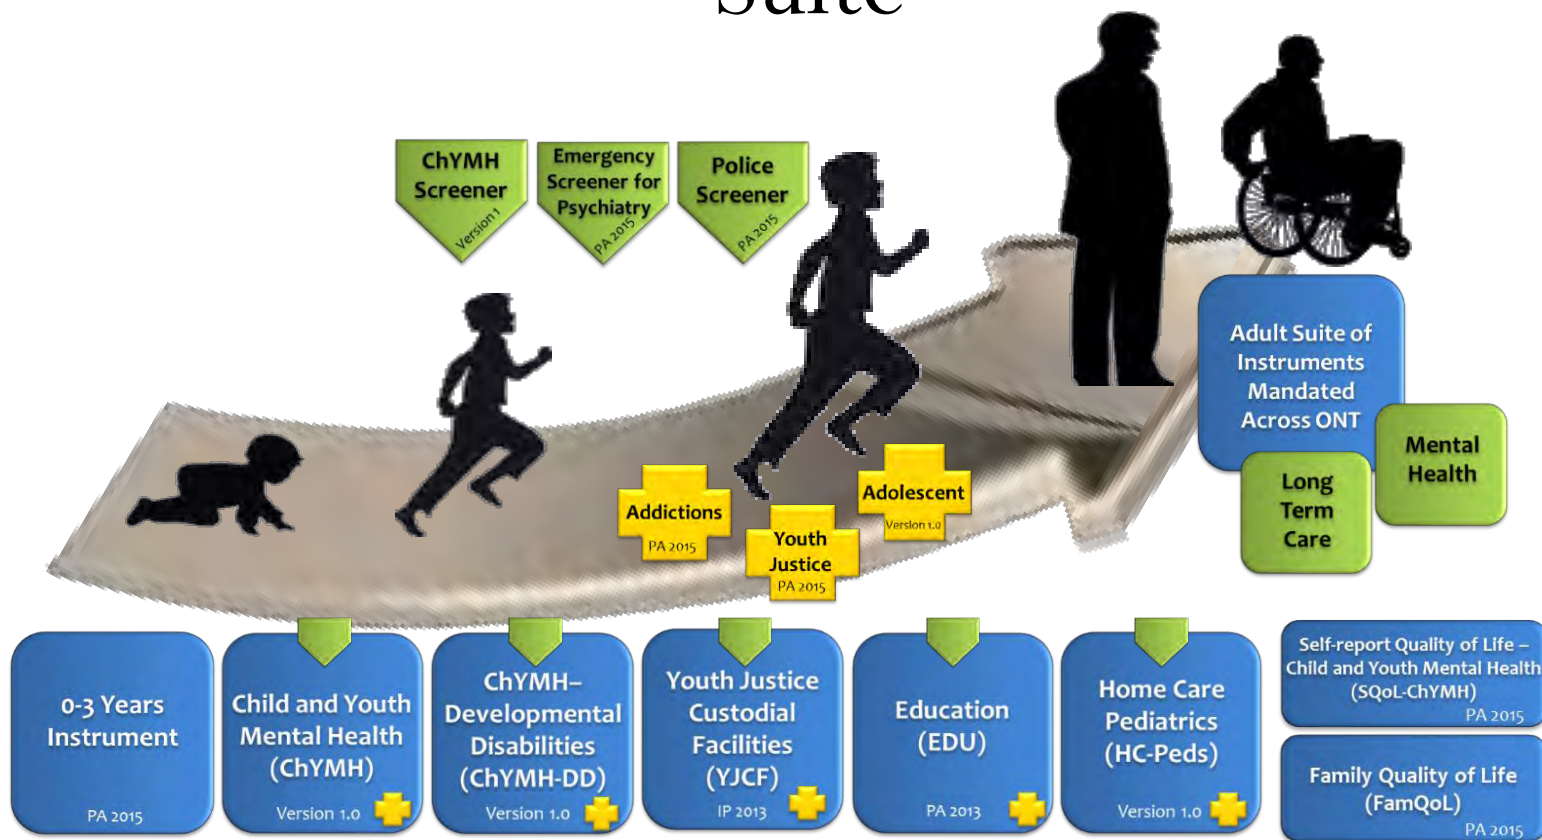 Suite
ChYMH
Screener
Version 1
Emergency
Screener for
Psychiatry
PA 2015
Police
Screener
PA 2015
Adult Suite of
Instruments
Mandated
Across ONT
Mental
Health
Long
Term
Care
Addictions
PA 2015
Youth
Justice
PA 2015
Adolescent
Version 1.0
0-3 Years
Instrument
PA 2015
Child and Youth
Mental Health
(ChYMH)
Version 1.0
ChYMH–
Developmental
Disabilities
(ChYMH-DD)
Version 1.0
Youth Justice
Custodial
Facilities
(YJCF)
IP 2013
Education
(EDU)
PA 2013
Home Care
Pediatrics
(HC-Peds)
Version 1.0
Self-report Quality of Life –
Child and Youth Mental Health
(SQoL-ChYMH)
PA 2015
Family Quality of Life
(FamQoL)
PA 2015